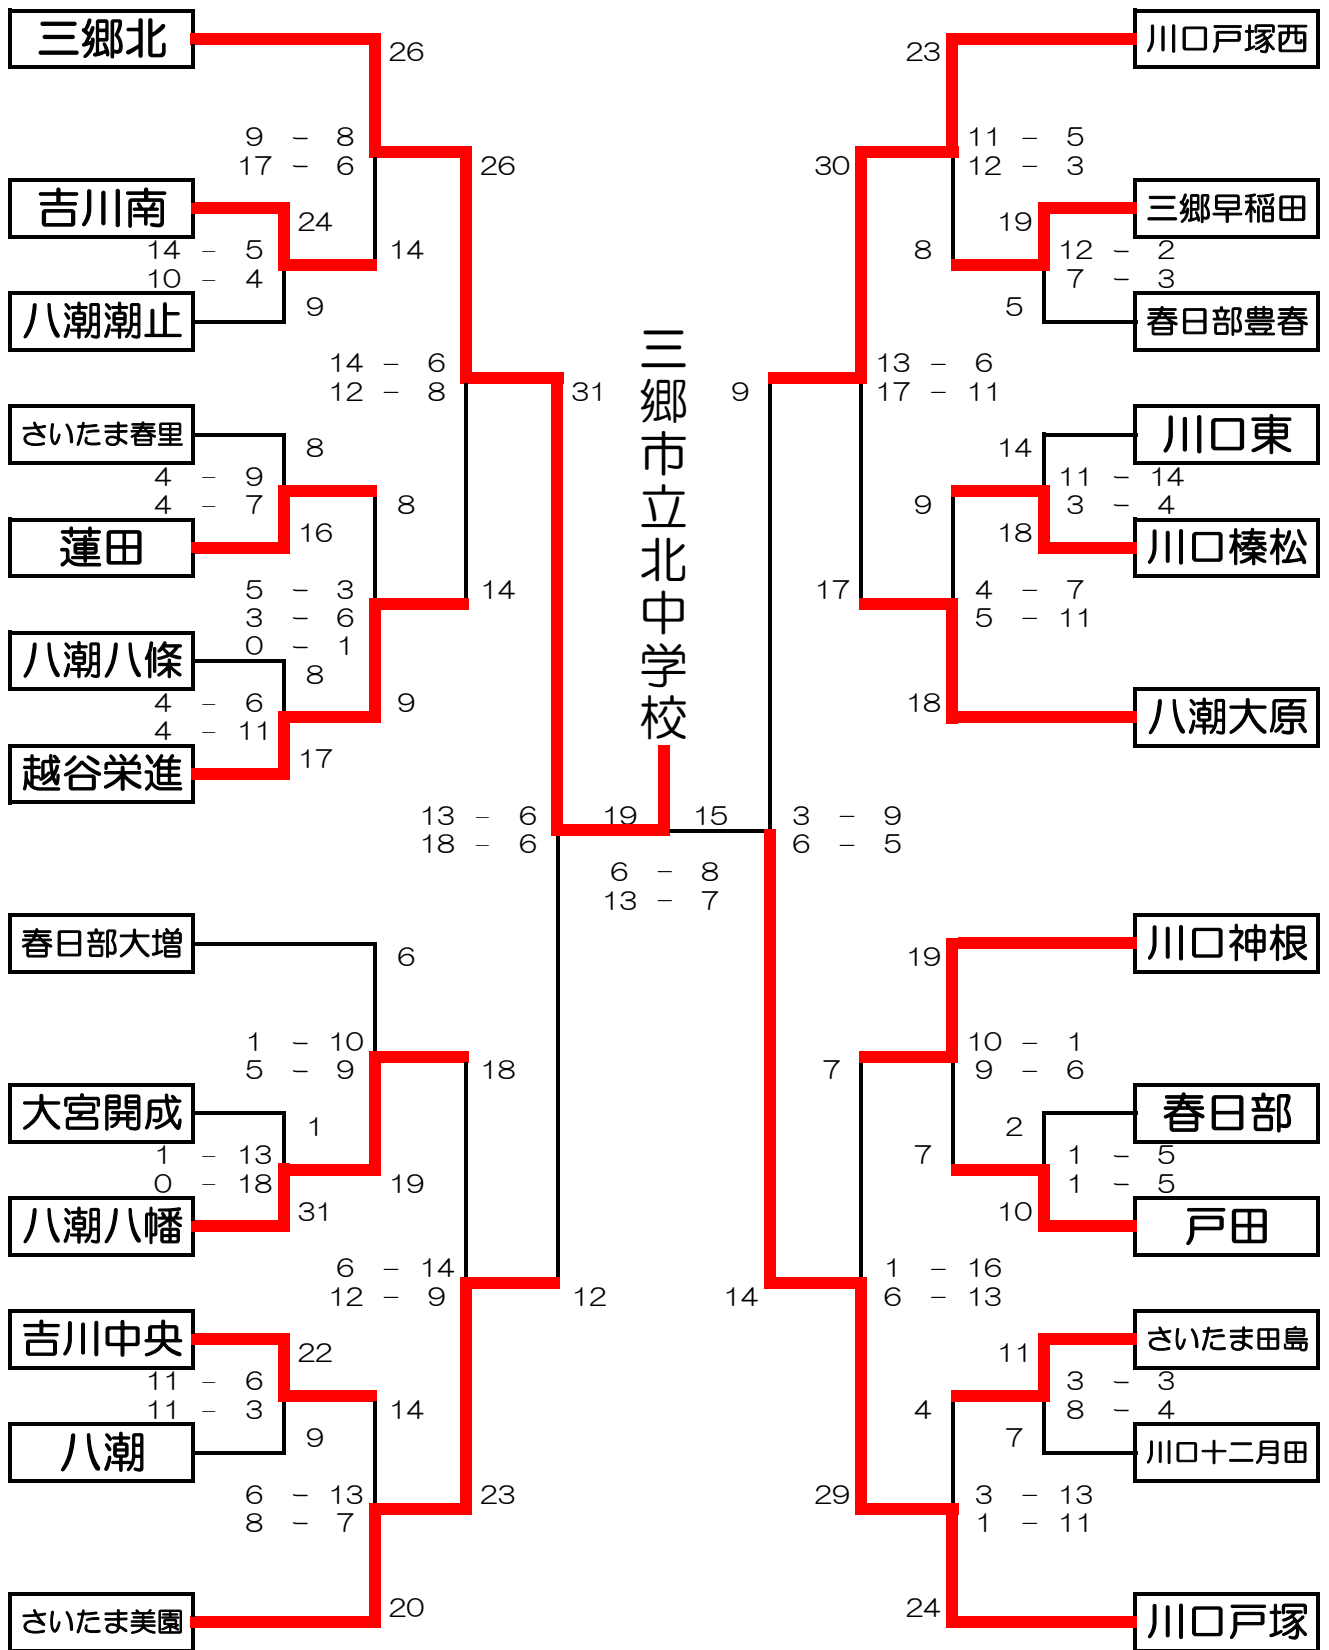 三郷北
26
9 - 8
17 - 6
26
吉川南
24
14 - 5
10 - 4
14
八潮潮止
9
14 - 6
12 - 8
31
さいたま春里
8
4 - 9
4 - 7
8
蓮田
16
5 - 3
3 - 6
0 - 1
14
八潮八條
8
4 - 6
4 - 11
9
越谷栄進
17
13 - 6
18 - 6
春日部大増
6
1 - 10
5 - 9
18
大宮開成
1
1 - 13
0 - 18
19
八潮八幡
31
6 - 14
12 - 9
12
吉川中央
22
11 - 6
11 - 3
14
八潮
9
6 - 13
8 - 7
23
さいたま美園
20
三郷市立北中学校
19 15
6 - 8
13 - 7
川口戸塚西
23
11 - 5
12 - 3
30
三郷早稲田
19
12 - 2
7 - 3
8
春日部豊春
5
13 - 6
17 - 11
9
川口東
14
11 - 14
3 - 4
9
川口榛松
18
4 - 7
5 - 11
17
八潮大原
18
3 - 9
6 - 5
川口神根
19
10 - 1
9 - 6
7
春日部
2
1 - 5
1 - 5
7
戸田
10
1 - 16
6 - 13
14
さいたま田島
11
3 - 3
8 - 4
4
川口十二月田
7
3 - 13
1 - 11
29
川口戸塚
24